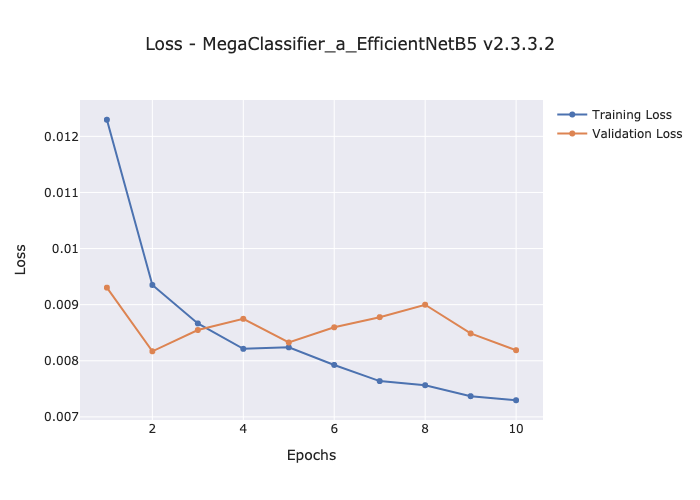 Loss - MegaClassifier_a_EfficientNetB5 v2.3.3.2
Training Loss
Validation Loss
0.012
0.011
0.01
0.009
0.008
0.007
Loss
2
4
6
8
10
Epochs